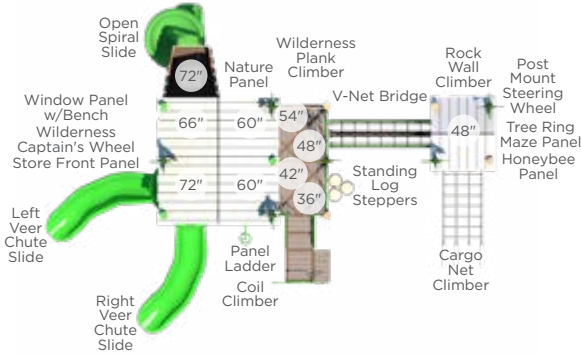 Open
Spiral
Slide
72"
Nature
Panel
Wilderness
Plank
Climber
V-Net Bridge
Rock
Wall
Climber
Post
Mount
Steering
Wheel
Tree Ring
Maze Panel
Honeybee
Panel
Window Panel
w/Bench
Wilderness
Captain's Wheel
Store Front Panel
66"
60"
54"
48"
48"
72"
60"
42"
36"
Standing
Log
Steppers
Left
Veer
Chute
Slide
Panel
Ladder
Coil
Climber
Cargo
Net
Climber
Right
Veer
Chute
Slide